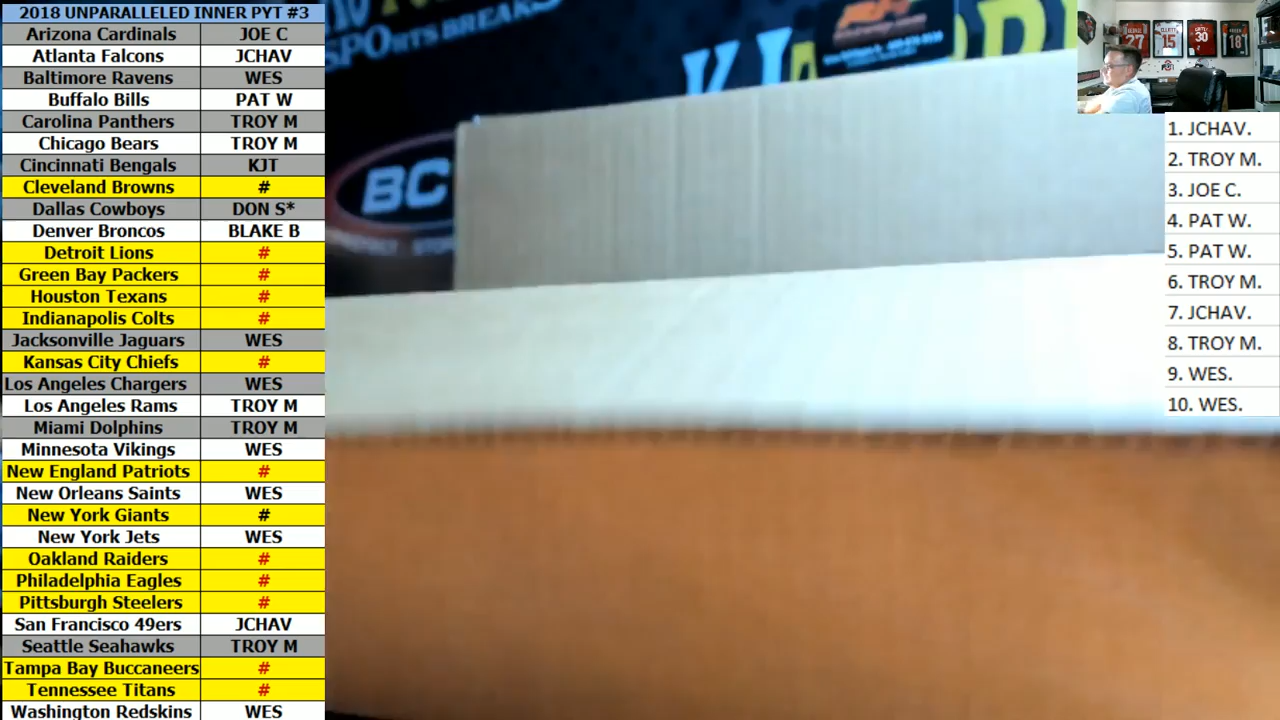 2018 UNPARALLELED INNER PYT #3
Arizona Cardinals JOE C
Atlanta Falcons JCHAV
Baltimore Ravens WES
Buffalo Bills PAT W
Carolina Panthers TROY M
Chicago Bears TROY M
Cincinnati Bengals KJT
Cleveland Browns #
Dallas Cowboys DON S*
Denver Broncos BLAKE B
Detroit Lions #
Green Bay Packers #
Houston Texans #
Indianapolis Colts #
Jacksonville Jaguars WES
Kansas City Chiefs #
Los Angeles Chargers WES
Los Angeles Rams TROY M
Miami Dolphins TROY M
Minnesota Vikings WES
New England Patriots #
New Orleans Saints WES
New York Giants #
New York Jets WES
Oakland Raiders #
Philadelphia Eagles #
Pittsburgh Steelers #
San Francisco 49ers JCHAV
Seattle Seahawks TROY M
Tampa Bay Buccaneers #
Tennessee Titans #
Washington Redskins WES
SPORTS BREAKS
BC
1. JCHAV.
2. TROY M.
3. JOE C.
4. PAT W.
5. PAT W.
6. TROY M.
7. JCHAV.
8. TROY M.
9. WES.
10. WES.
27
15
30
18